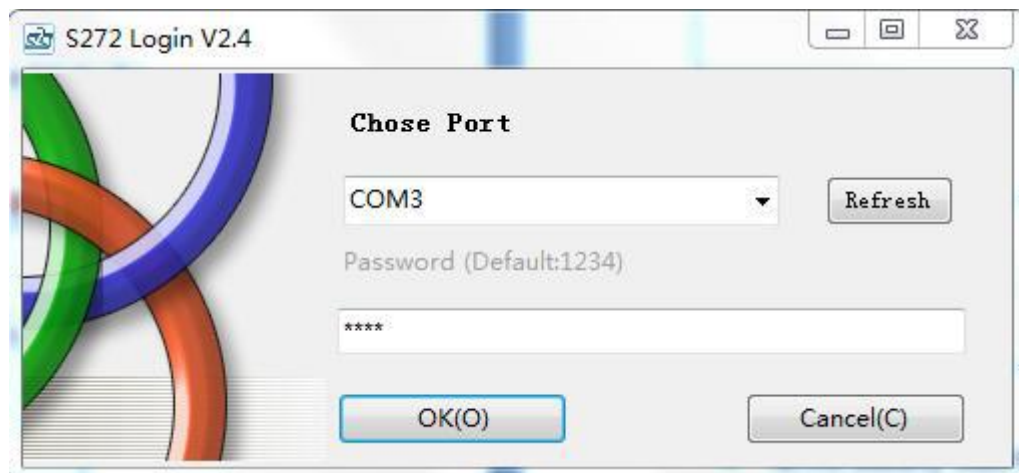 S272 Login V2.4
Chose Port
COM3
Refresh
Password (Default:1234)
****
OK(O)
Cancel(C)